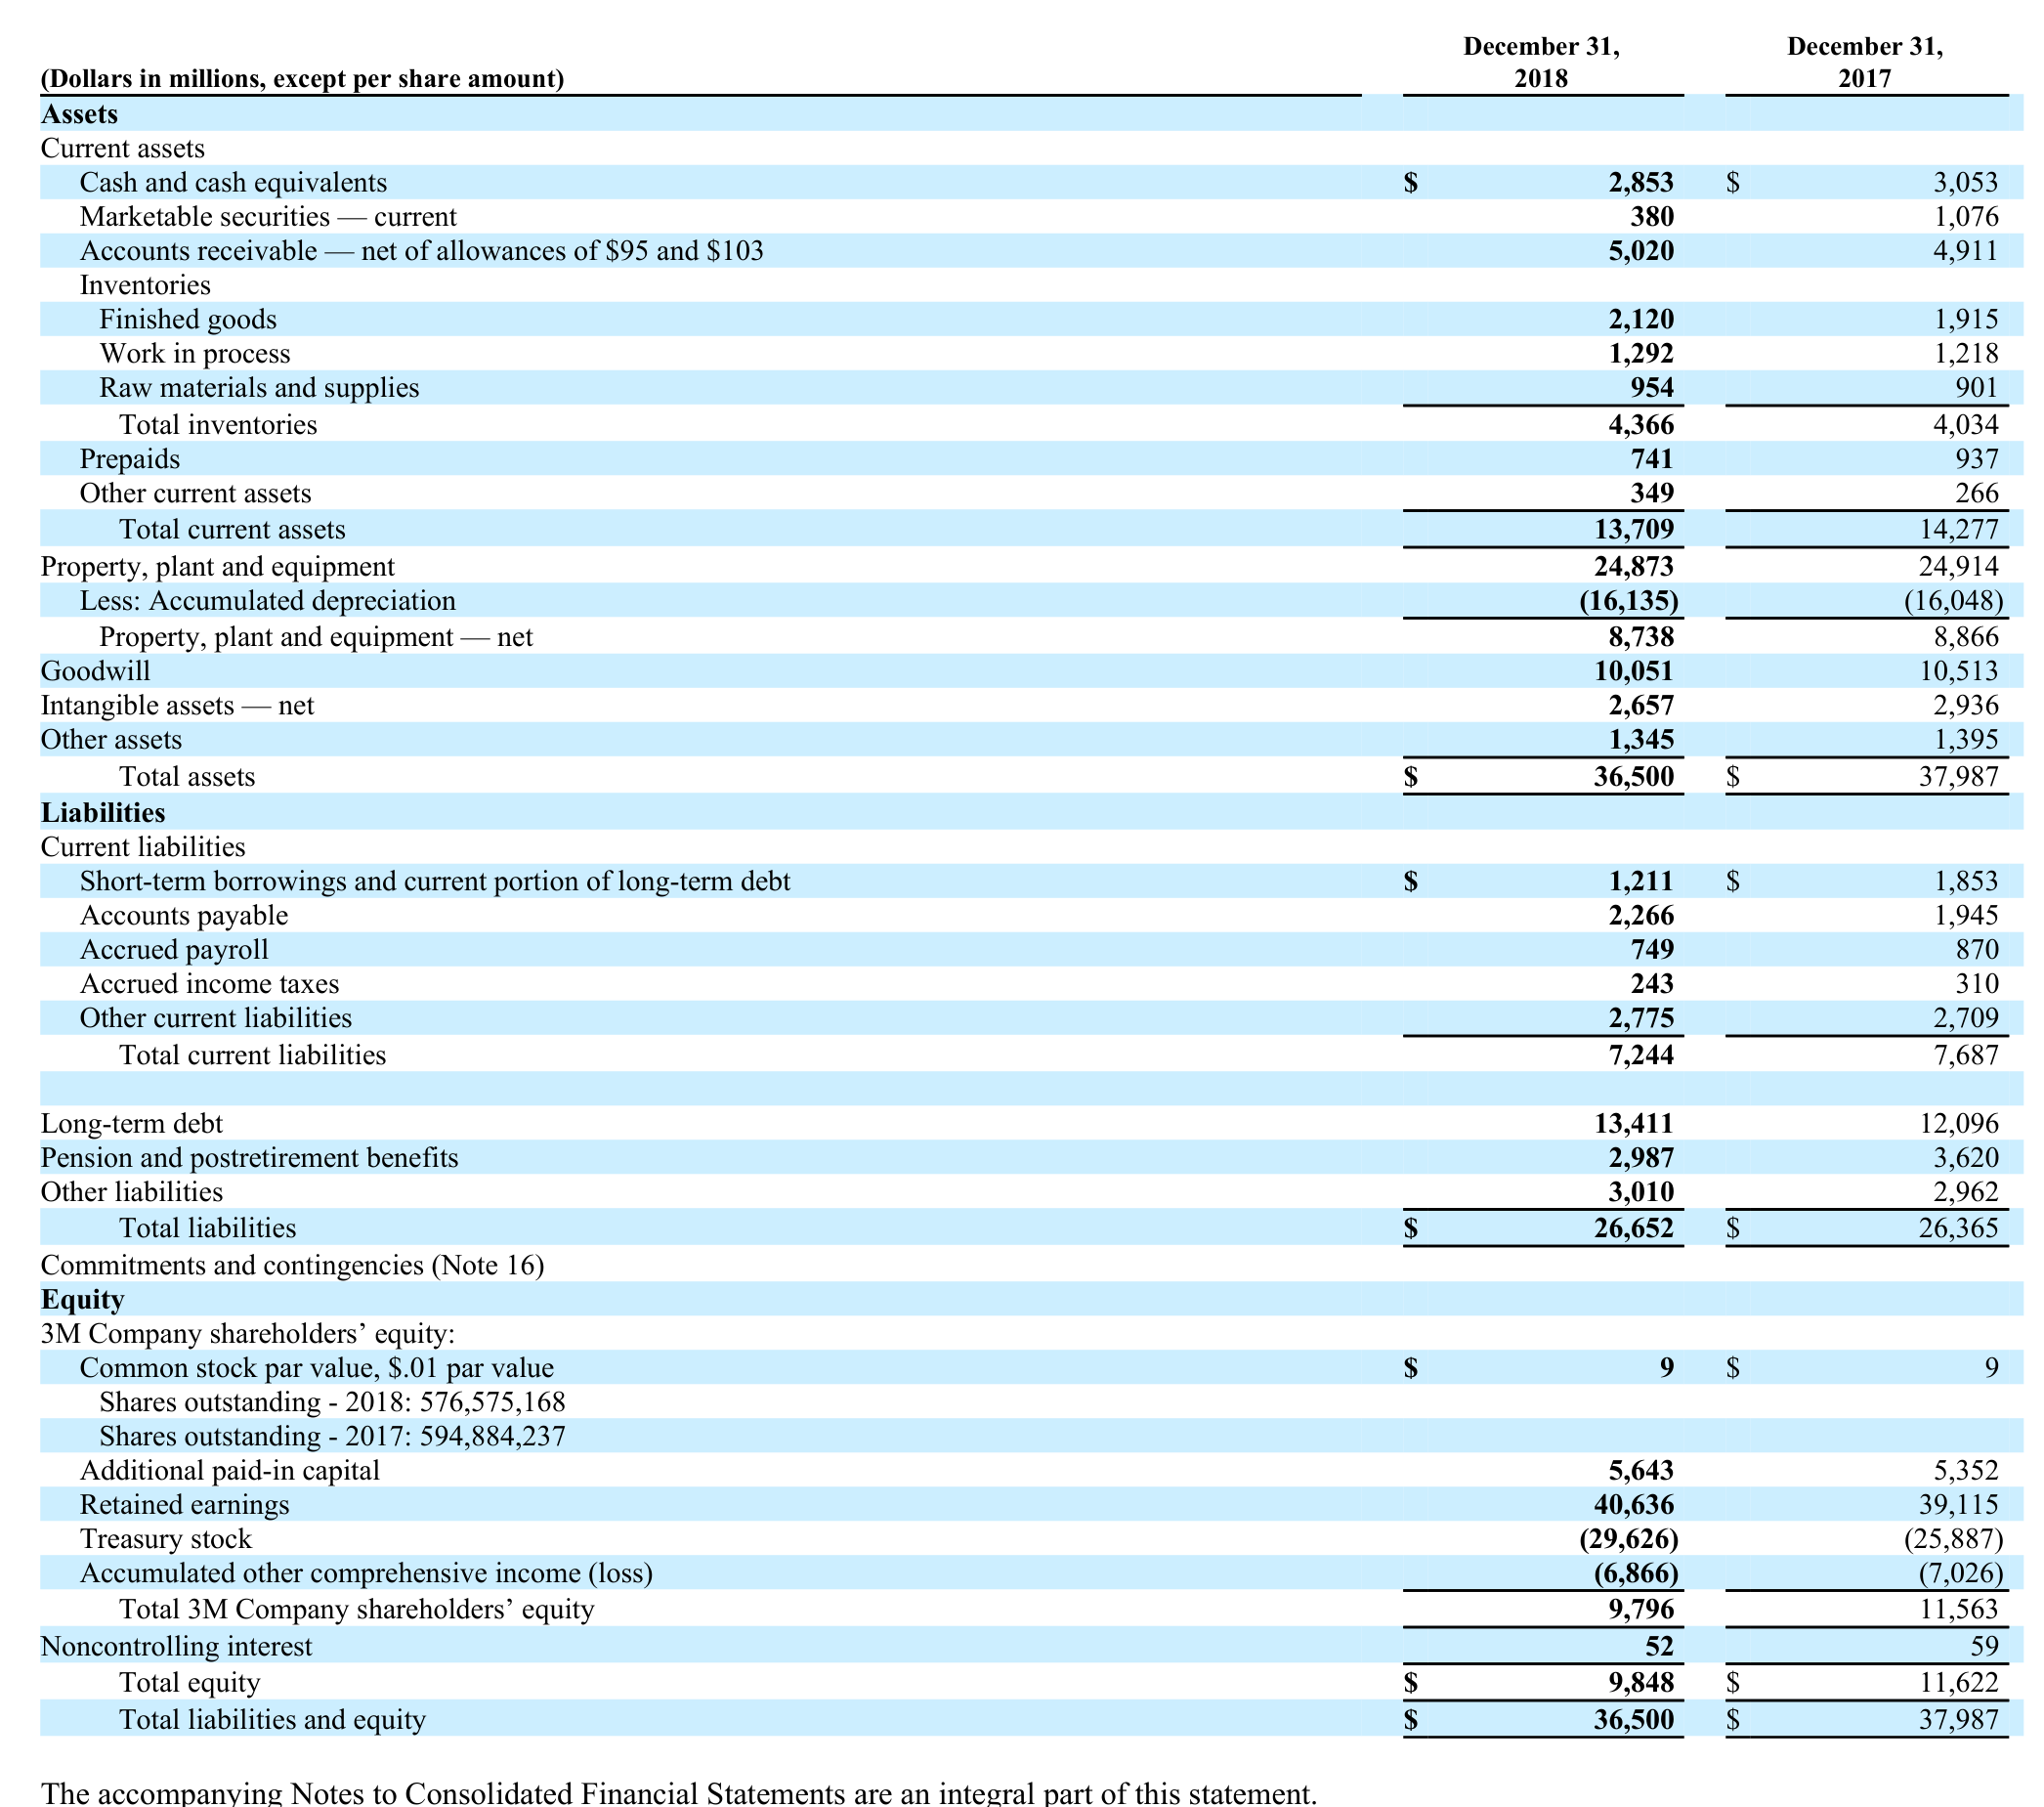 December 31, December 31,
(Dollars in millions, except per share amount) 2018 2017
Assets
Current assets
Cash and cash equivalents $ 2,853 $ 3,053
Marketable securities — current 380 1,076
Accounts receivable — net of allowances of $95 and $103 5,020 4,911
Inventories
Finished goods 2,120 1,915
Work in process 1,292 1,218
Raw materials and supplies 954 901
Total inventories 4,366 4,034
Prepaids 741 937
Other current assets 349 266
Total current assets 13,709 14,277
Property, plant and equipment 24,873 24,914
Less: Accumulated depreciation (16,135) (16,048)
Property, plant and equipment — net 8,738 8,866
Goodwill 10,051 10,513
Intangible assets — net 2,657 2,936
Other assets 1,345 1,395
Total assets $ 36,500 $ 37,987
Liabilities
Current liabilities
Short-term borrowings and current portion of long-term debt $ 1,211 $ 1,853
Accounts payable 2,266 1,945
Accrued payroll 749 870
Accrued income taxes 243 310
Other current liabilities 2,775 2,709
Total current liabilities 7,244 7,687
Long-term debt 13,411 12,096
Pension and postretirement benefits 2,987 3,620
Other liabilities 3,010 2,962
Total liabilities $ 26,652 $ 26,365
Commitments and contingencies (Note 16)
Equity
3M Company shareholders’ equity:
Common stock par value, $.01 par value $ 9 $ 9
Shares outstanding - 2018: 576,575,168
Shares outstanding - 2017: 594,884,237
Additional paid-in capital 5,643 5,352
Retained earnings 40,636 39,115
Treasury stock (29,626) (25,887)
Accumulated other comprehensive income (loss) (6,866) (7,026)
Total 3M Company shareholders’ equity 9,796 11,563
Noncontrolling interest 52 59
Total equity $ 9,848 $ 11,622
Total liabilities and equity $ 36,500 $ 37,987
The accompanying Notes to Consolidated Financial Statements are an integral part of this statement.